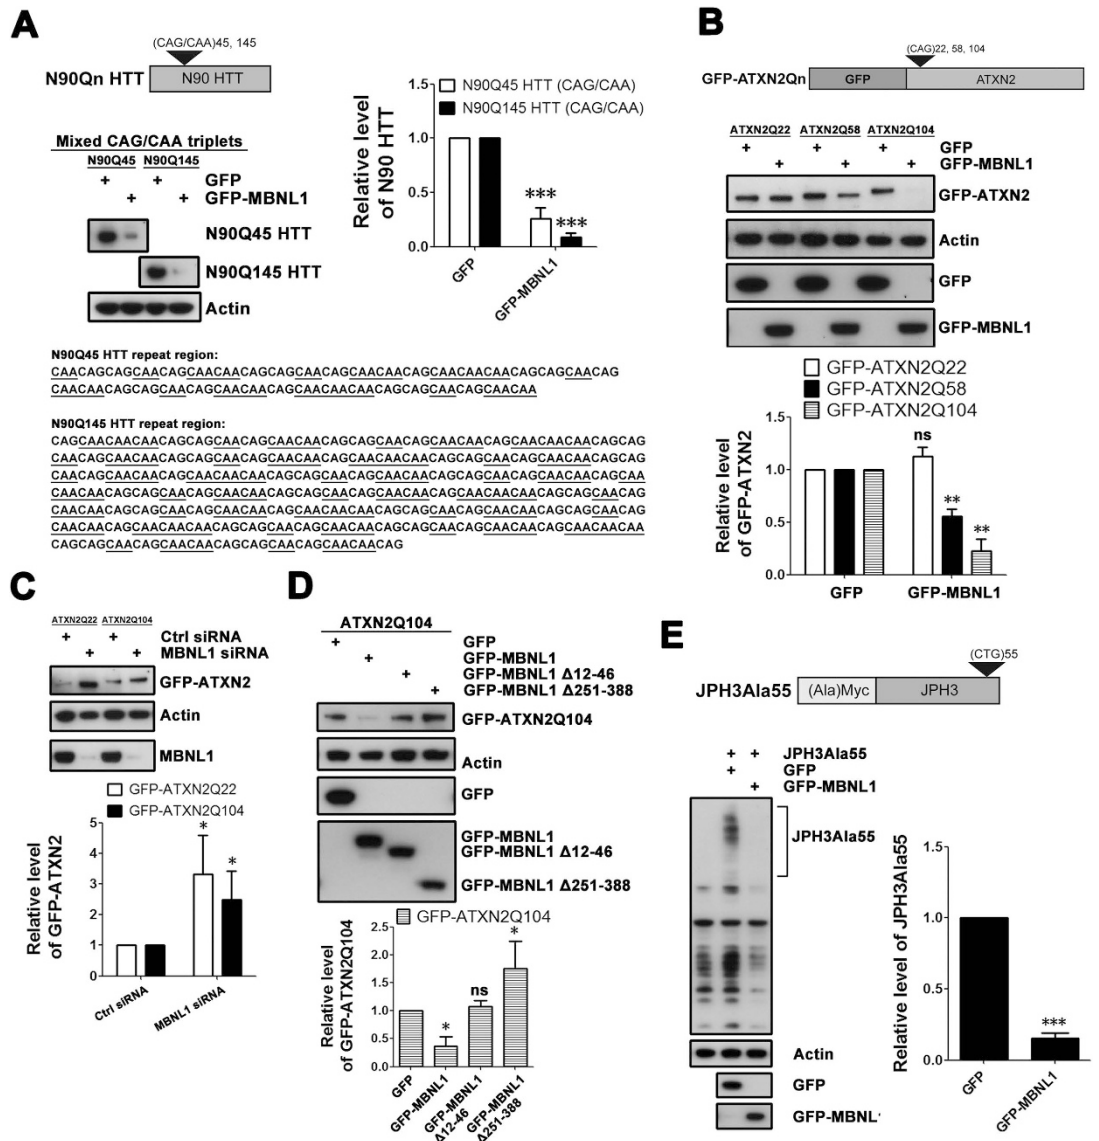 A
(CAG/CAA)45, 145
N90Qn HTT
N90 HTT
Mixed CAG/CAA triplets
N90Q45 N90Q145
+ + GFP
+ + GFP-MBNL1
N90Q45 HTT
N90Q145 HTT
Actin
N90Q45 HTT (CAG/CAA)
N90Q145 HTT (CAG/CAA)
Relative level
of N90 HTT
1.5
1.0
0.5
0.0
***
***
GFP
GFP-MBNL1
N90Q45 HTT repeat region:
CAACAGCAGCAACAGCAACAACAGCAGCAACAGCAACAACAGCAACAACAACAGCAGCAACAG
CAACAACAGCAGCAACAGCAACAACAGCAACAACAACAGCAGCAACAGCAACAA
N90Q145 HTT repeat region:
B
(CAG)22, 58, 104
GFP-ATXN2Qn
GFP
ATXN2
ATXN2Q22 ATXN2Q58 ATXN2Q104
+ + + GFP
+ + + GFP-MBNL1
GFP-ATXN2
Actin
GFP
GFP-MBNL1
GFP-ATXN2Q22
GFP-ATXN2Q58
GFP-ATXN2Q104
Relative level
of GFP-ATXN2
1.5
1.0
0.5
0.0
ns
**
**
GFP
GFP-MBNL1
C
ATXN2Q22 ATXN2Q104
+ + Ctrl siRNA
+ + MBNL1 siRNA
GFP-ATXN2
Actin
MBNL1
GFP-ATXN2Q22
GFP-ATXN2Q104
Relative level
of GFP-ATXN2
5
4
3
2
1
0
*
*
Ctrl siRNA
MBNL1 siRNA
D
ATXN2Q104
+ GFP
+ GFP-MBNL1
+ GFP-MBNL1 Δ12-46
+ GFP-MBNL1 Δ251-388
GFP-ATXN2Q104
Actin
GFP
GFP-MBNL1
GFP-MBNL1 Δ12-46
GFP-MBNL1 Δ251-388
GFP-ATXN2Q104
Relative level
of GFP-ATXN2Q104
2.5
2.0
1.5
1.0
0.5
0.0
*
ns
*
GFP
GFP-MBNL1
GFP-MBNL1
Δ12-46
GFP-MBNL1
Δ251-388
E
(CTG)55
JPH3Ala55
(Ala)Myc
JPH3
+ + JPH3Ala55
+ GFP
+ GFP-MBNL1
JPH3Ala55
Actin
GFP
GFP-MBNL
Relative level of JPH3Ala55
1.5
1.0
0.5
0.0
***
GFP
GFP-MBNL1